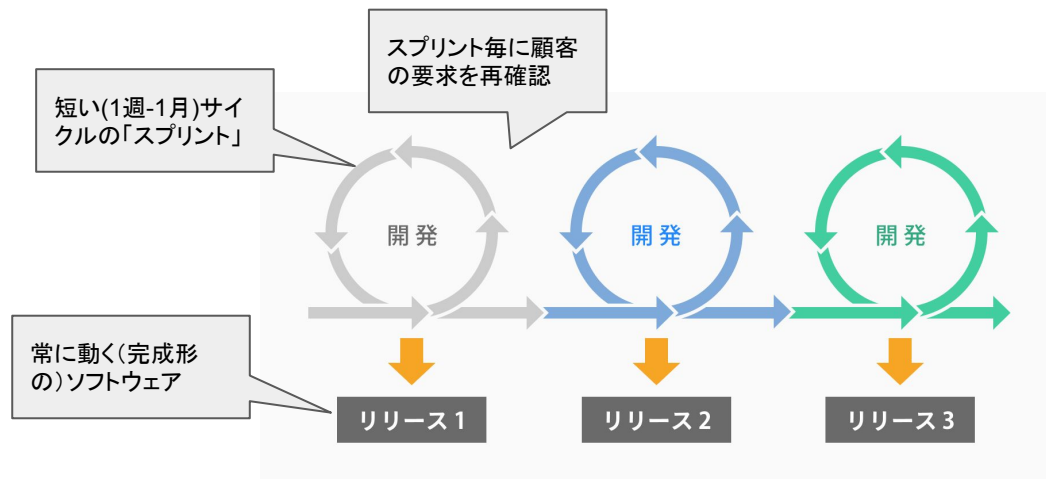 スプリント毎に顧客
の要求を再確認
短い(1週-1月)サイ
クルの「スプリント」
開発
開発
開発
常に動く(完成形
の)ソフトウェア
リリース1
リリース2
リリース3